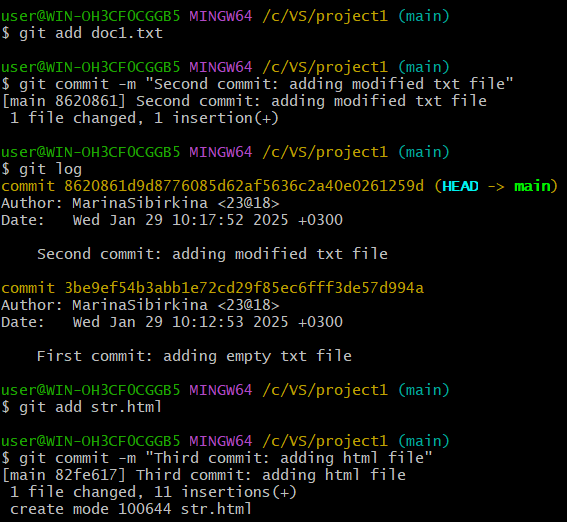 user@WIN-OH3CFOCGGB5 MINGW64 /c/VS/project1 (main)
$ git add doc1.txt
user@WIN-OH3CFOCGGB5 MINGW64 /c/VS/project1 (main)
$ git commit -m "Second commit: adding modified txt file"
[main 8620861] Second commit: adding modified txt file
1 file changed, 1 insertion(+)
user@WIN-OH3CFOCGGB5 MINGW64 /c/VS/project1 (main)
$ git log
commit 8620861d9d8776085d62af5636c2a40e0261259d (HEAD -> main)
Author: MarinaSibirkina <23@18>
Date:   Wed Jan 29 10:17:52 2025 +0300
Second commit: adding modified txt file
commit 3be9ef54b3abb1e72cd29f85ec6fff3de57d994a
Author: MarinaSibirkina <23@18>
Date:   Wed Jan 29 10:12:53 2025 +0300
First commit: adding empty txt file
user@WIN-OH3CFOCGGB5 MINGW64 /c/VS/project1 (main)
$ git add str.html
user@WIN-OH3CFOCGGB5 MINGW64 /c/VS/project1 (main)
$ git commit -m "Third commit: adding html file"
[main 82fe617] Third commit: adding html file
1 file changed, 11 insertions(+)
create mode 100644 str.html